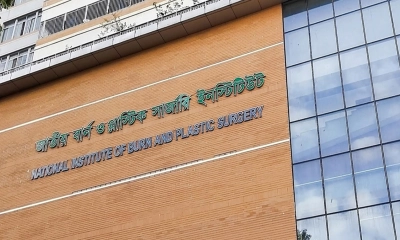 জাতীয় বার্ন ও প্লাস্টিক সার্জারি ইনস্টিটিউট
NATIONAL INSTITUTE OF BURN AND PLASTIC SURGERY